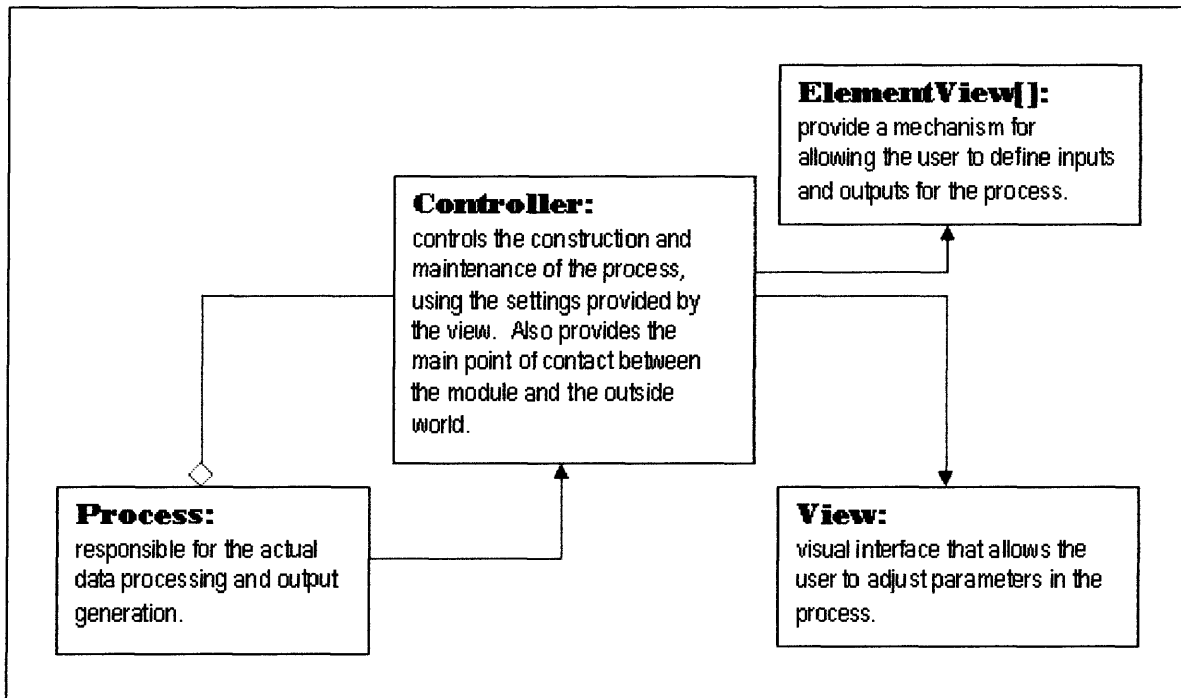 ElementView[]:
provide a mechanism for
allowing the user to define inputs
and outputs for the process.
Controller:
controls the construction and
maintenance of the process,
using the settings provided by
the view. Also provides the
main point of contact between
the module and the outside
world.
Process:
responsible for the actual
data processing and output
generation.
View:
visual interface that allows the
user to adjust parameters in the
process.